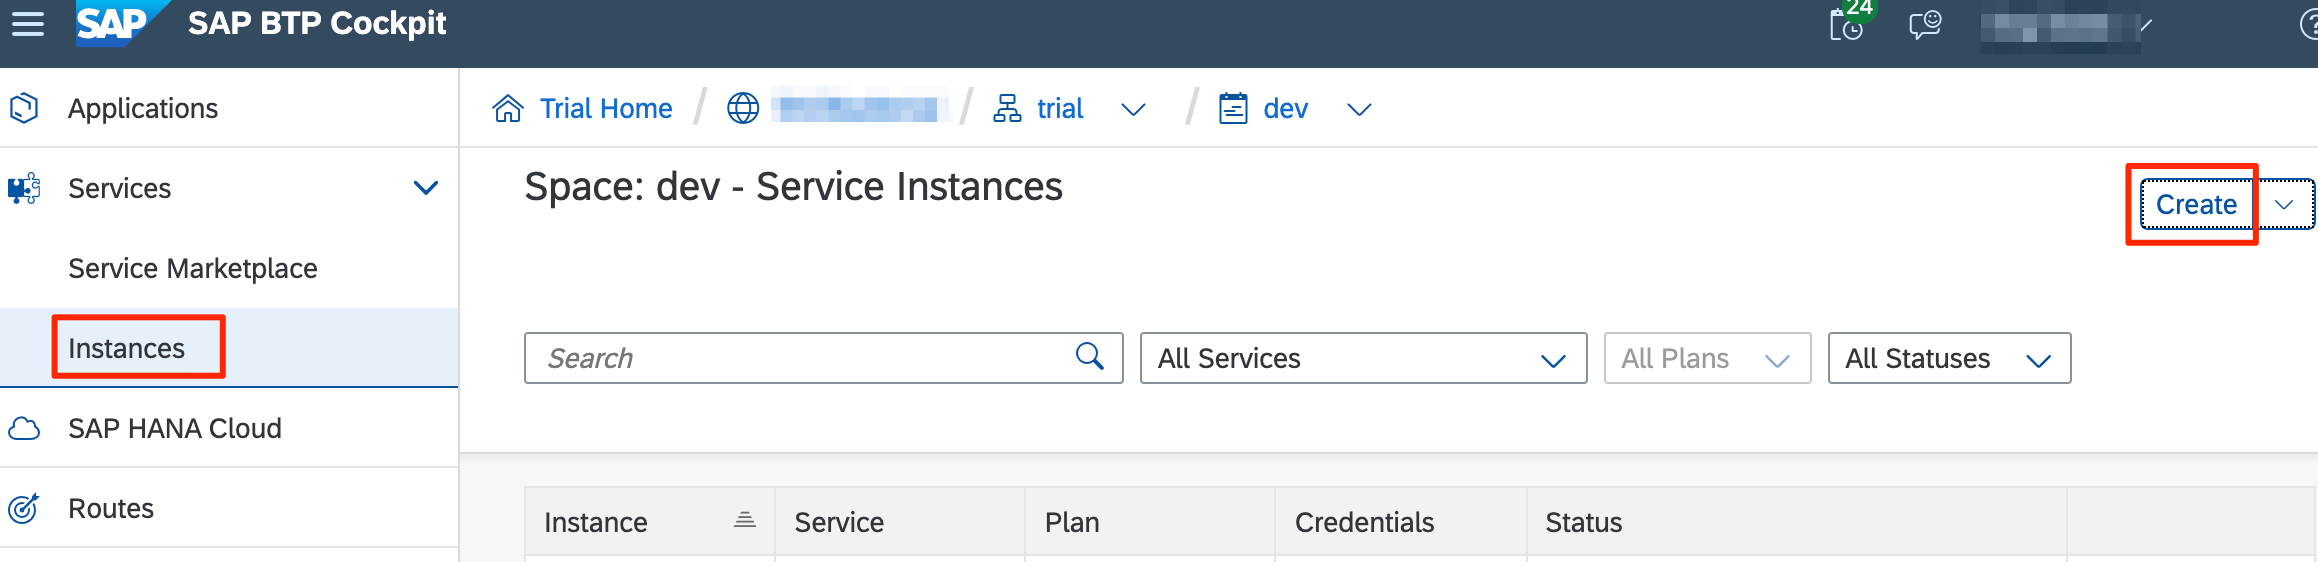 SAP SAP BTP Cockpit 24
Applications
Trial Home / / trial / dev
Services
Space: dev - Service Instances
Create
Service Marketplace
Instances
Search All Services All Plans All Statuses
SAP HANA Cloud
Routes
Instance Service Plan Credentials Status